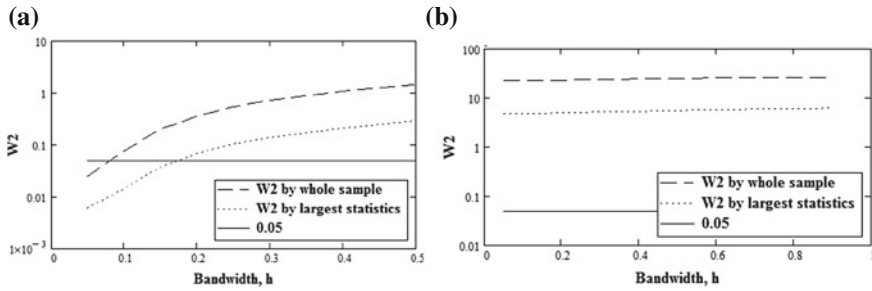 (a)
10
1
0.1
0.01
1×10⁻³
W2
0
0.1
0.2
0.3
0.4
0.5
Bandwidth, h
W2 by whole sample
W2 by largest statistics
0.05
(b)
100
10
1
0.1
0.01
W2
0
0.2
0.4
0.6
0.8
1
Bandwidth, h
W2 by whole sample
W2 by largest statistics
0.05